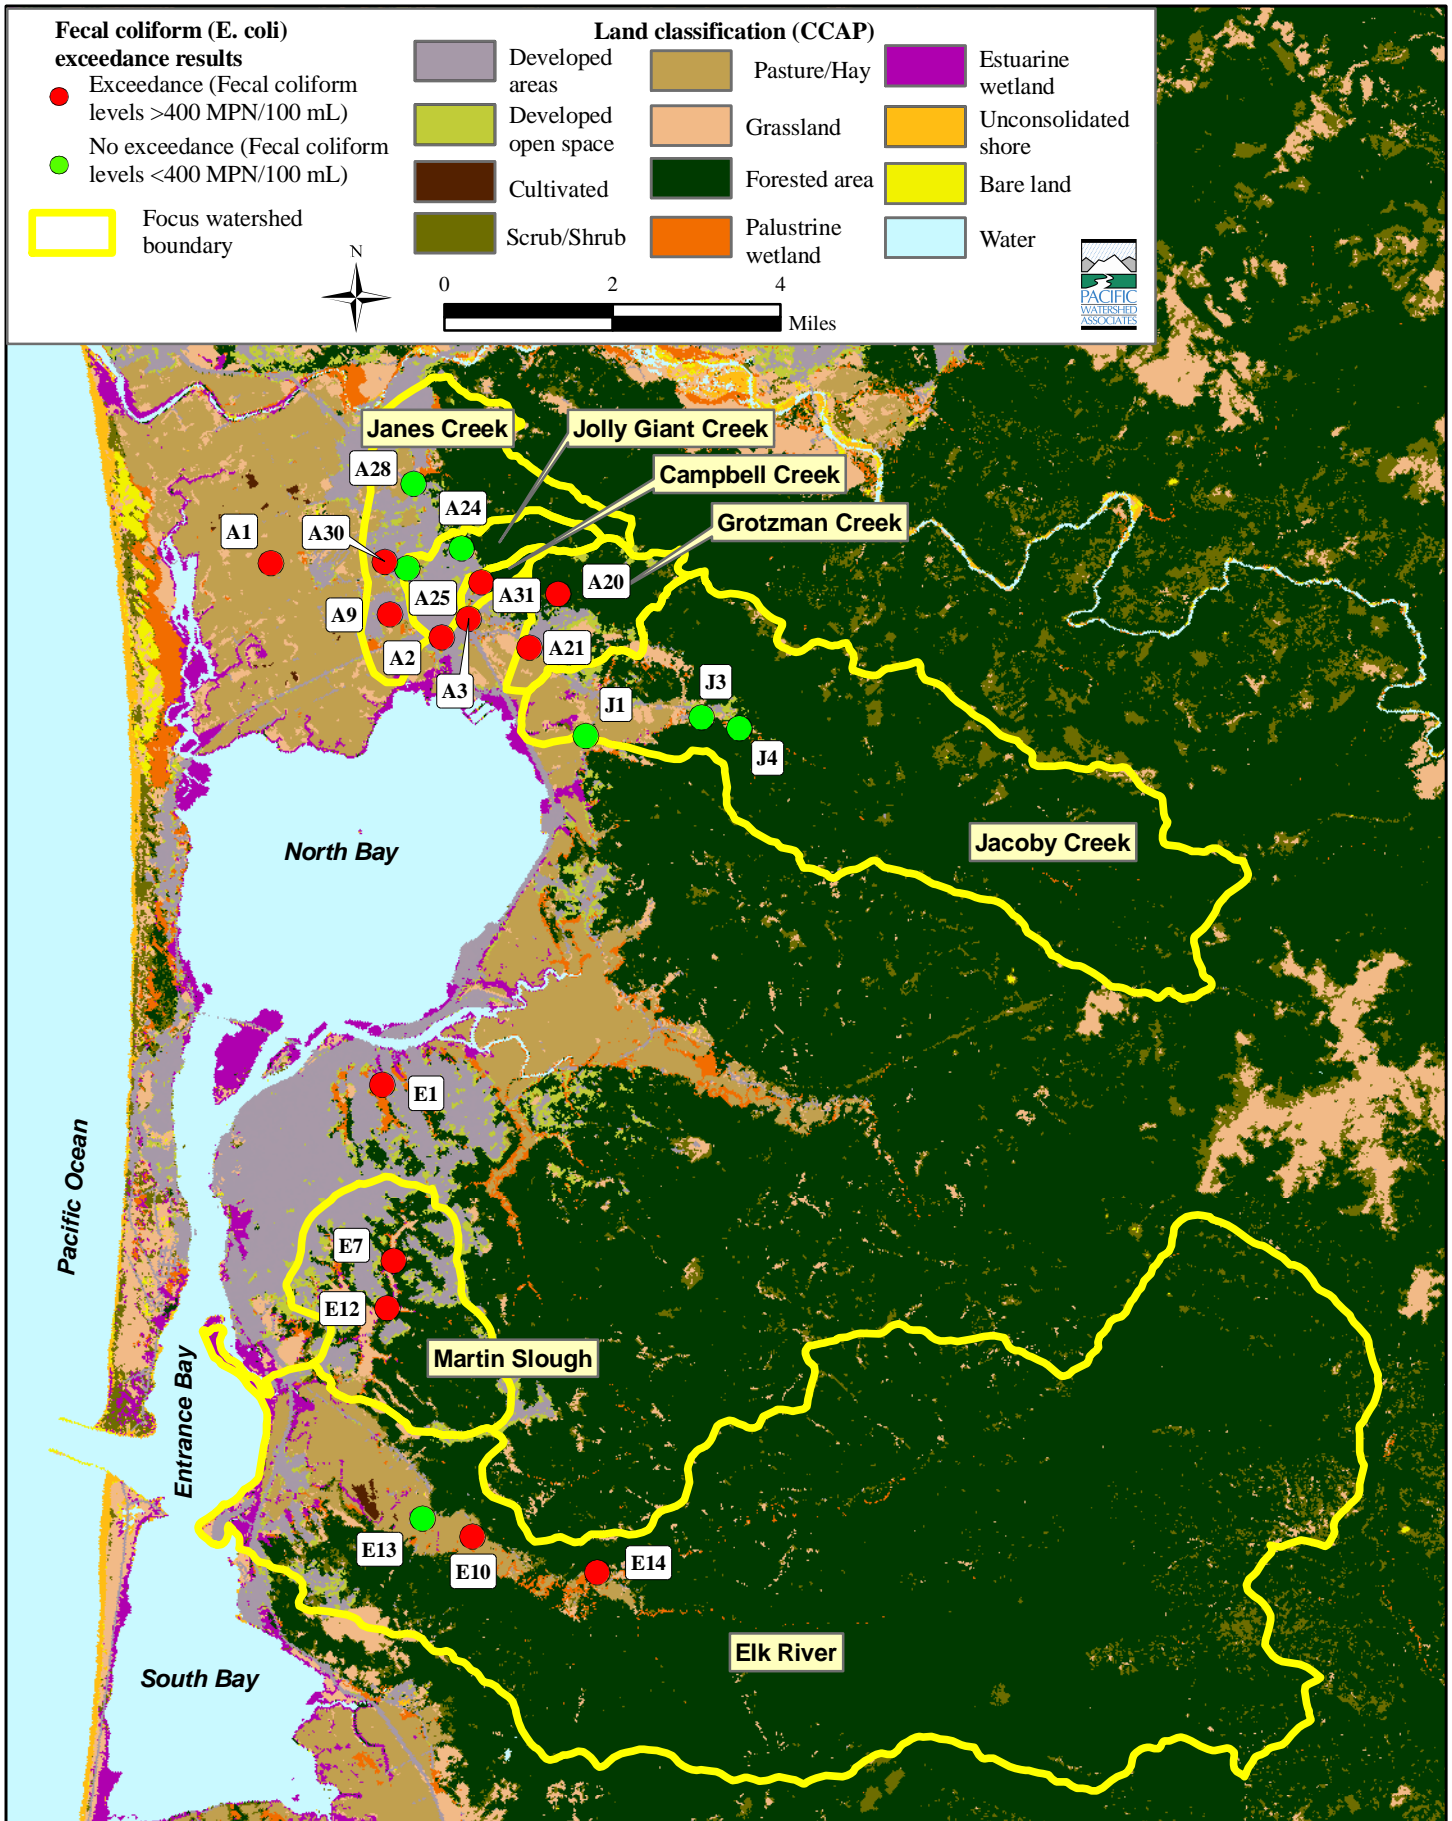 Fecal coliform (E. coli)
exceedance results
Exceedance (Fecal coliform
levels >400 MPN/100 mL)
No exceedance (Fecal coliform
levels <400 MPN/100 mL)
Focus watershed
boundary
Land classification (CCAP)
Developed
areas
Developed
open space
Cultivated
Scrub/Shrub
Pasture/Hay
Grassland
Forested area
Palustrine
wetland
Estuarine
wetland
Unconsolidated
shore
Bare land
Water
N
0
2
4
Miles
PACIFIC
WATERSHED
ASSOCIATES
Janes Creek
Jolly Giant Creek
Campbell Creek
Grotzman Creek
A28
A24
A1
A30
A20
A31
A25
A9
A2
A21
A3
J1
J3
J4
Jacoby Creek
North Bay
E1
Pacific Ocean
E7
E12
Martin Slough
Entrance Bay
E13
E10
E14
Elk River
South Bay